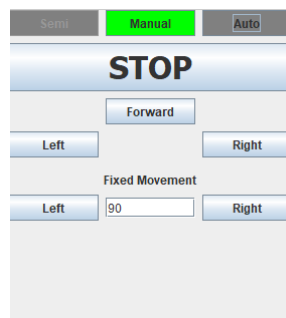 Semi Manual Auto
STOP
Forward
Left Right
Fixed Movement
Left 90 Right